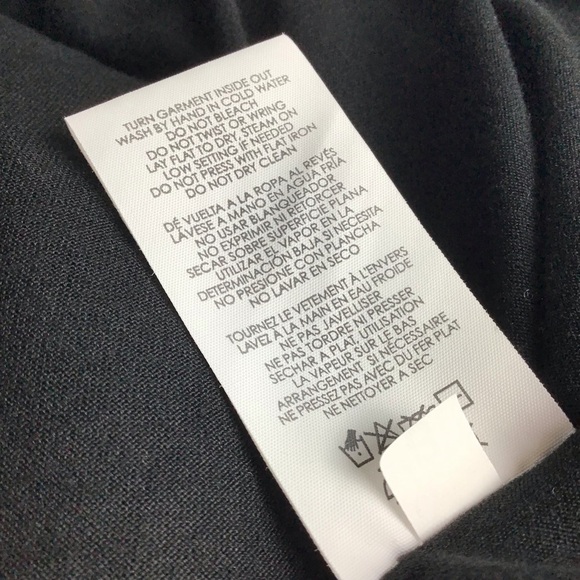 TURN GARMENT INSIDE OUT
WASH BY HAND IN COLD WATER
DO NOT BLEACH
DO NOT TWIST OR WRING
LAY FLAT TO DRY, STEAM ON
LOW SETTING IF NEEDED
DO NOT PRESS WITH FLAT IRON
DO NOT DRY CLEAN
DÉ VUELTA A LA ROPA AL REVÉS
LÁVESE A MANO EN AGUA FRÍA
NO USAR BLANQUEADOR
NO EXPRIMIR NI RETORCER
SECAR SOBRE SUPERFICIE PLANA
UTILIZAR EL VAPOR EN LA
DETERMINACIÓN BAJA SI NECESITA
NO PRESIONE CON PLANCHA
NO LAVAR EN SECO
TOURNEZ LE VETEMENT À L'ENVERS
LAVEZ À LA MAIN EN EAU FROIDE
NE PAS JAVELLISER
NE PAS TORDRE NI PRESSER
SECHAR A PLAT, UTILISATION
LA VAPEUR SUR LE BAS
ARRANGEMENT, SI NÉCESSAIRE
NE PRESSEZ PAS AVEC DU FER PLAT
NE NETTOYER A SEC